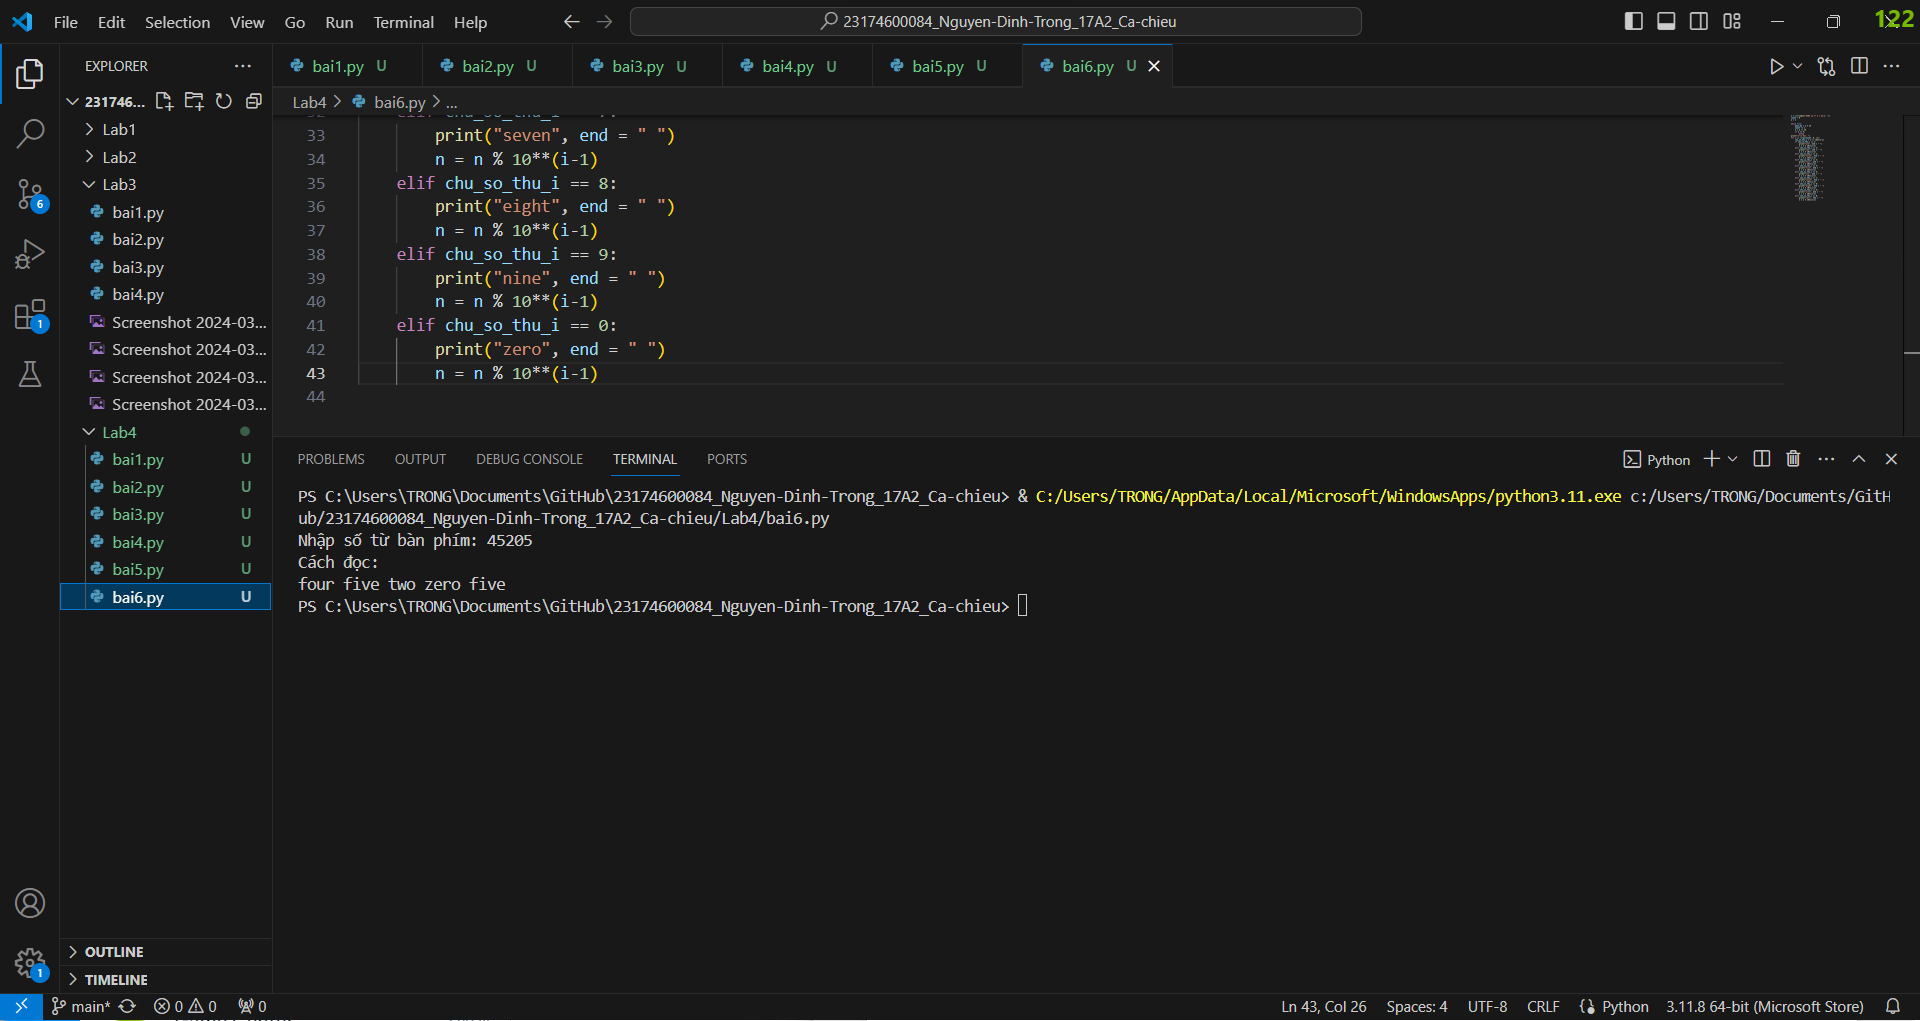 File Edit Selection View Go Run Terminal Help
23174600084_Nguyen-Dinh-Trong_17A2_Ca-chieu
122
EXPLORER
231746...
Lab1
Lab2
Lab3
bai1.py
bai2.py
bai3.py
bai4.py
Screenshot 2024-03...
Screenshot 2024-03...
Screenshot 2024-03...
Screenshot 2024-03...
Lab4
bai1.py U
bai2.py U
bai3.py U
bai4.py U
bai5.py U
bai6.py U
OUTLINE
TIMELINE
bai1.py U bai2.py U bai3.py U bai4.py U bai5.py U bai6.py U
Lab4 > bai6.py > ...
33 print("seven", end = " ")
34 n = n % 10**(i-1)
35 elif chu_so_thu_i == 8:
36 print("eight", end = " ")
37 n = n % 10**(i-1)
38 elif chu_so_thu_i == 9:
39 print("nine", end = " ")
40 n = n % 10**(i-1)
41 elif chu_so_thu_i == 0:
42 print("zero", end = " ")
43 n = n % 10**(i-1)
44
PROBLEMS OUTPUT DEBUG CONSOLE TERMINAL PORTS
Python
PS C:\Users\TRONG\Documents\GitHub\23174600084_Nguyen-Dinh-Trong_17A2_Ca-chieu> & C:/Users/TRONG/AppData/Local/Microsoft/WindowsApps/python3.11.exe c:/Users/TRONG/Documents/GitH
ub/23174600084_Nguyen-Dinh-Trong_17A2_Ca-chieu/Lab4/bai6.py
Nhập số từ bàn phím: 45205
Cách đọc:
four five two zero five
PS C:\Users\TRONG\Documents\GitHub\23174600084_Nguyen-Dinh-Trong_17A2_Ca-chieu>
6
1
1
main* 0 0 0
Ln 43, Col 26 Spaces: 4 UTF-8 CRLF Python 3.11.8 64-bit (Microsoft Store)